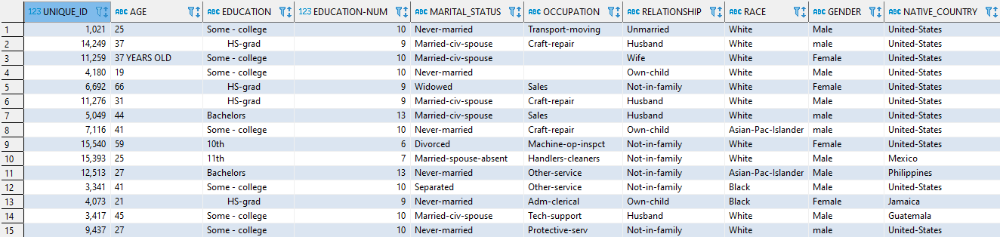 123 UNIQUE_ID ABC AGE ABC EDUCATION 123 EDUCATION-NUM ABC MARITAL_STATUS ABC OCCUPATION ABC RELATIONSHIP ABC RACE ABC GENDER ABC NATIVE_COUNTRY
1 1,021 25 Some - college 10 Never-married Transport-moving Unmarried White Male United-States
2 14,249 37 HS-grad 9 Married-civ-spouse Craft-repair Husband White male United-States
3 11,259 37 YEARS OLD Some - college 10 Married-civ-spouse Wife White Female United-States
4 4,180 19 Some - college 10 Never-married Own-child White Male United-States
5 6,692 66 HS-grad 9 Widowed Sales Not-in-family White Female United-States
6 11,276 31 HS-grad 9 Married-civ-spouse Craft-repair Husband White Male United-States
7 5,049 44 Bachelors 13 Married-civ-spouse Sales Husband White male United-States
8 7,116 41 Some - college 10 Never-married Craft-repair Own-child Asian-Pac-Islander male United-States
9 15,540 59 10th 6 Divorced Machine-op-inspct Not-in-family White Female United-States
10 15,393 25 11th 7 Married-spouse-absent Handlers-cleaners Not-in-family White Male Mexico
11 12,513 27 Bachelors 13 Never-married Other-service Not-in-family Asian-Pac-Islander Male Philippines
12 3,341 41 Some - college 10 Separated Other-service Not-in-family Black Male United-States
13 4,073 21 HS-grad 9 Never-married Adm-clerical Own-child Black Female Jamaica
14 3,417 45 Some - college 10 Married-civ-spouse Tech-support Husband White Male Guatemala
15 9,437 27 Some - college 10 Never-married Protective-serv Not-in-family White male United-States